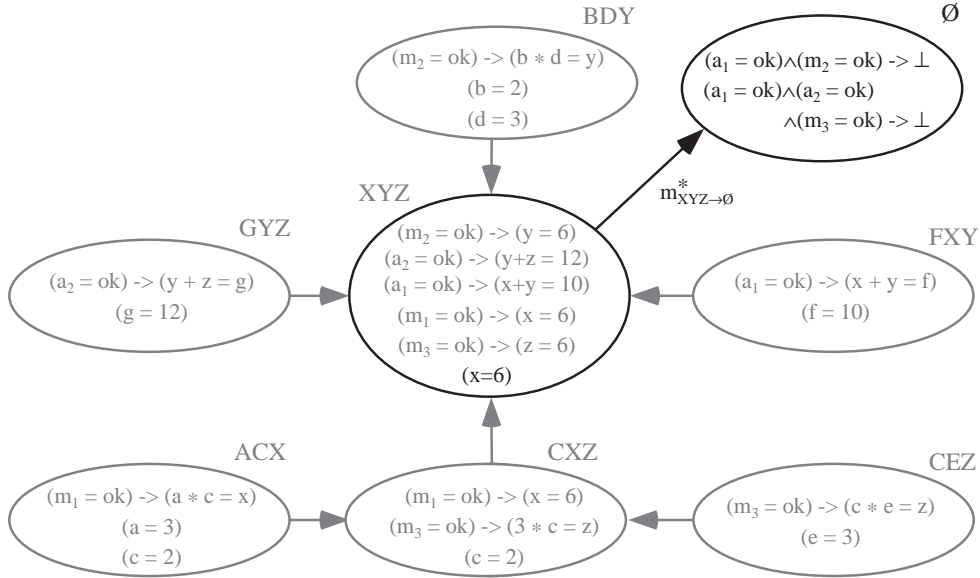 BDY
(m₂ = ok) -> (b * d = y)
(b = 2)
(d = 3)
Ø
(a₁ = ok)∧(m₂ = ok) -> ⊥
(a₁ = ok)∧(a₂ = ok)
∧(m₃ = ok) -> ⊥
m*XYZ→Ø
XYZ
(m₂ = ok) -> (y = 6)
(a₂ = ok) -> (y+z = 12)
(a₁ = ok) -> (x+y = 10)
(m₁ = ok) -> (x = 6)
(m₃ = ok) -> (z = 6)
(x=6)
GYZ
(a₂ = ok) -> (y + z = g)
(g = 12)
FXY
(a₁ = ok) -> (x + y = f)
(f = 10)
ACX
(m₁ = ok) -> (a * c = x)
(a = 3)
(c = 2)
CXZ
(m₁ = ok) -> (x = 6)
(m₃ = ok) -> (3 * c = z)
(c = 2)
CEZ
(m₃ = ok) -> (c * e = z)
(e = 3)